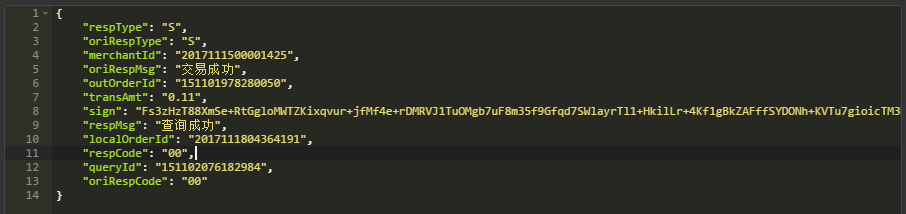 1 {
2 "respType": "S",
3 "oriRespType": "S",
4 "merchantId": "2017111500001425",
5 "oriRespMsg": "交易成功",
6 "outOrderId": "151101978280050",
7 "transAmt": "0.11",
8 "sign": "Fs3zHzT88XmSe+RtGgloMWTZKixqvur+jfMf4e+rDMRVJ1TuOMgb7uF8m35f9Gfqd7SWlayrTl1+HkilLr+4Kf1gBkZAFffSYDONh+KVTu7gioicTM3
9 "respMsg": "查询成功",
10 "localOrderId": "2017111804364191",
11 "respCode": "00",
12 "queryId": "151102076182984",
13 "oriRespCode": "00"
14 }